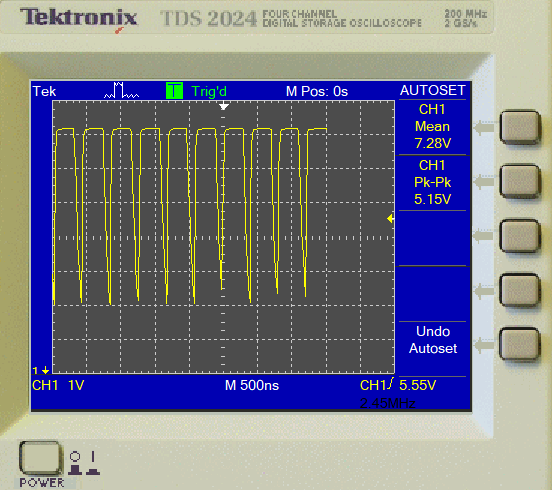 Tektronix TDS 2024 FOUR CHANNEL 200 MHz
DIGITAL STORAGE OSCILLOSCOPE 2 GS/s
Tek T Trig'd M Pos: 0s AUTOSET
CH1
Mean
7.28V
CH1
Pk-Pk
5.15V
Undo
Autoset
1
CH1 1V M 500ns CH1 5.55V
2.45MHz
POWER